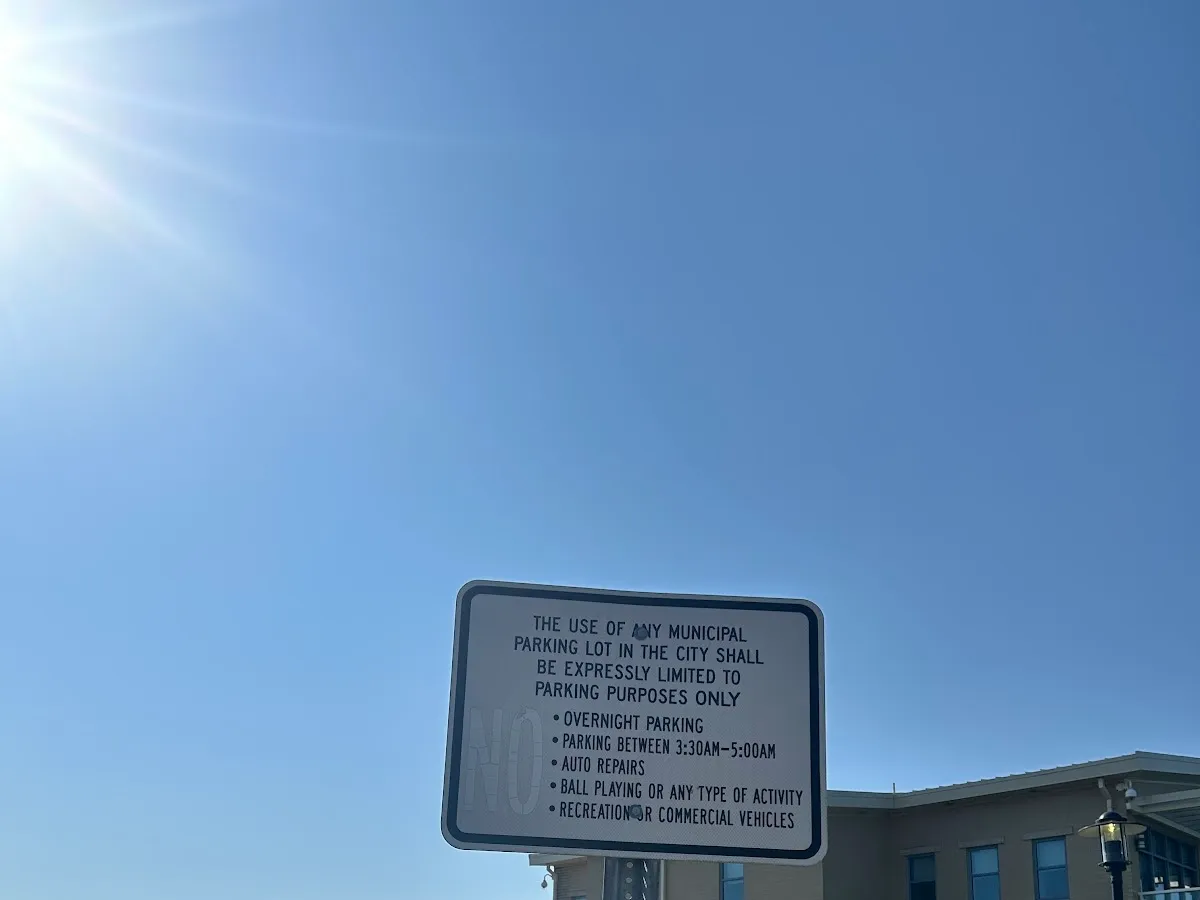 THE USE OF ANY MUNICIPAL
PARKING LOT IN THE CITY SHALL
BE EXPRESSLY LIMITED TO
PARKING PURPOSES ONLY
NO
• OVERNIGHT PARKING
• PARKING BETWEEN 3:30AM–5:00AM
• AUTO REPAIRS
• BALL PLAYING OR ANY TYPE OF ACTIVITY
• RECREATION OR COMMERCIAL VEHICLES